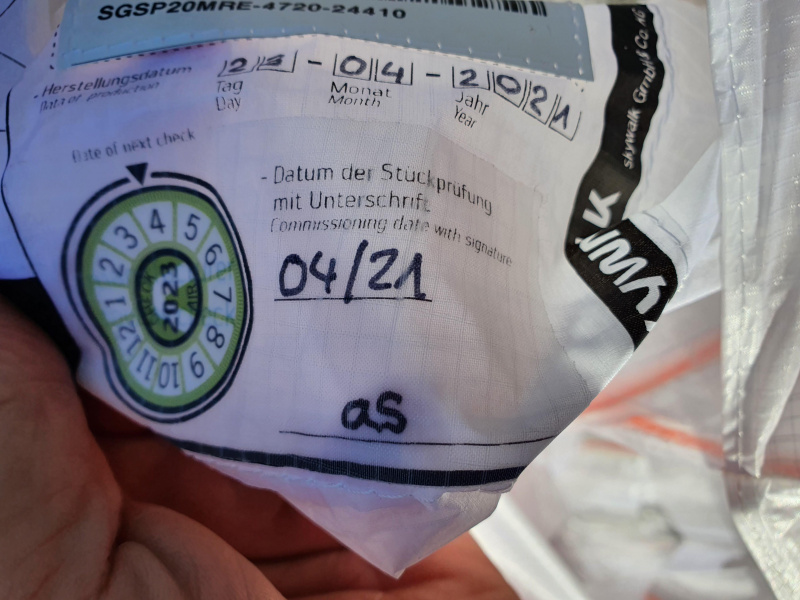 SGSP20MRE-4720-24410
- Herstellungsdatum 25 - 04 - 2021
Data of production
Tag Monat Jahr
Day Month Year
Date of next check
- Datum der Stückprüfung
mit Unterschrift
Commissioning date with signature
04/21
as
1 2 3 4 5 6 7 8 9 10 11 12
2023
CHECK AIR
skywalk GmbH & Co. KG